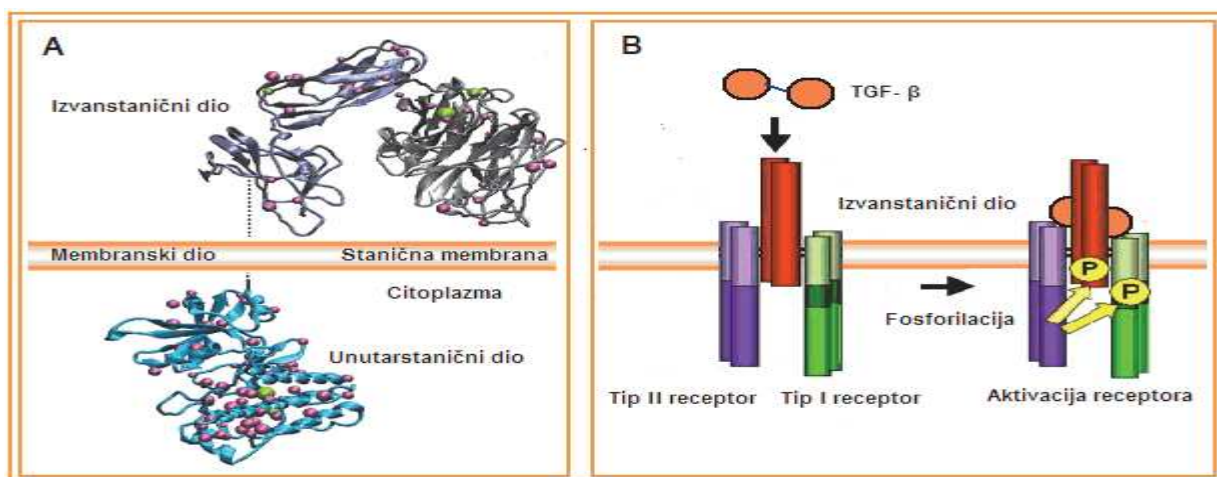 A
Izvanstanični dio
Membranski dio
Stanična membrana
Citoplazma
Unutarstanični dio
B
TGF- β
Izvanstanični dio
P
P
Fosforilacija
Tip II receptor
Tip I receptor
Aktivacija receptora